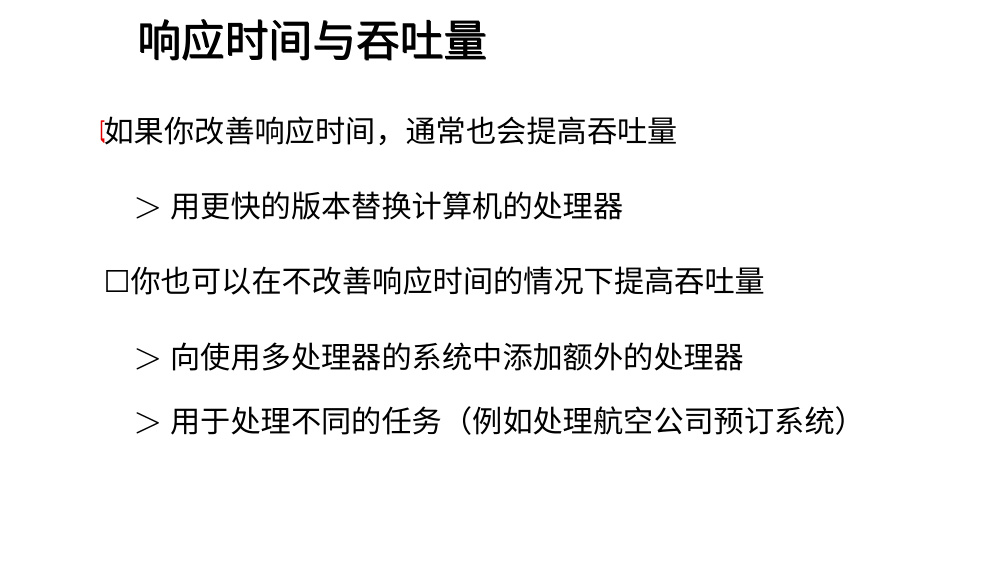 响应时间与吞吐量
如果你改善响应时间，通常也会提高吞吐量
＞ 用更快的版本替换计算机的处理器
□你也可以在不改善响应时间的情况下提高吞吐量
＞ 向使用多处理器的系统中添加额外的处理器
＞ 用于处理不同的任务（例如处理航空公司预订系统）